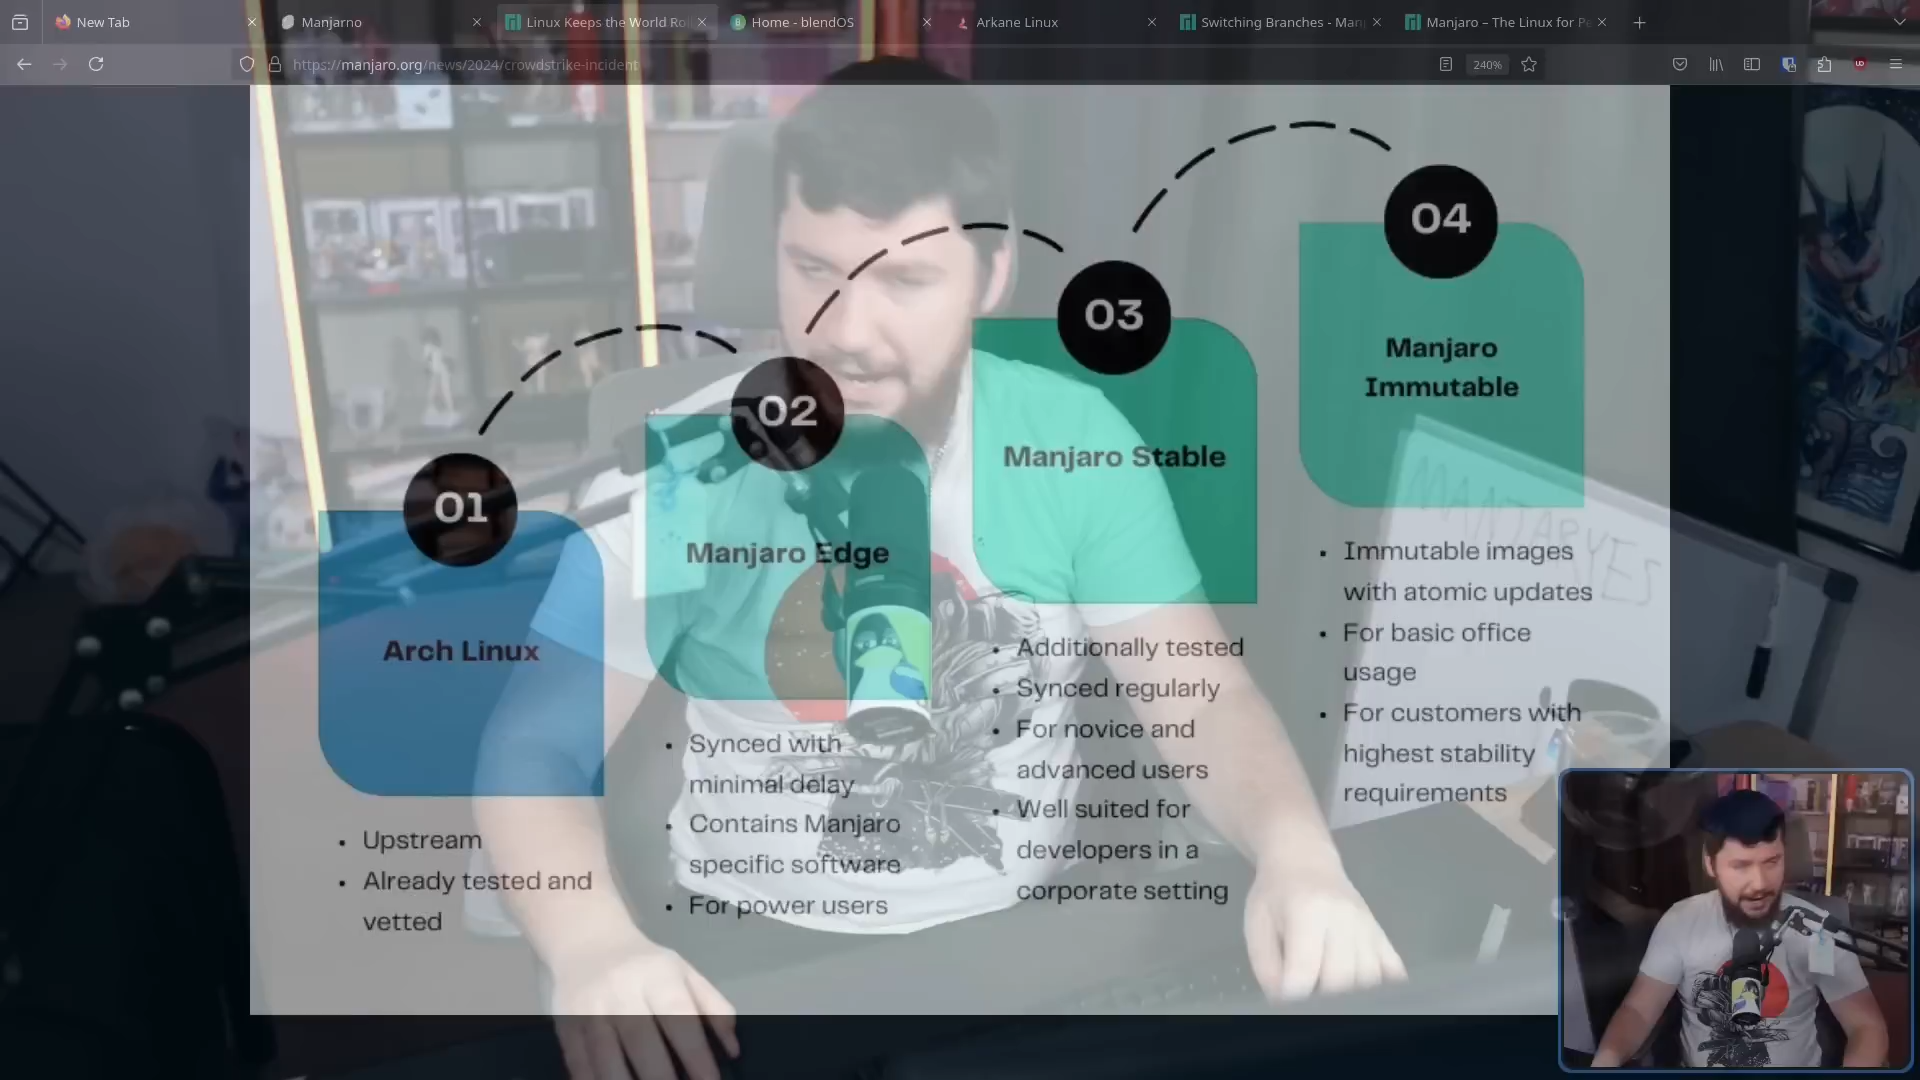 New Tab
Manjarno
Linux Keeps the World Rol
Home - blendOS
Arkane Linux
Switching Branches - Manj
Manjaro – The Linux for Pe
https://manjaro.org/news/2024/crowdstrike-incident
240%
04
Manjaro
Immutable
03
Manjaro Stable
02
Manjaro Edge
01
Arch Linux
MANJARYES
• Immutable images
with atomic updates
• For basic office
usage
• For customers with
highest stability
requirements
• Additionally tested
• Synced regularly
• For novice and
advanced users
• Well suited for
developers in a
corporate setting
• Synced with
minimal delay
• Contains Manjaro
specific software
• For power users
• Upstream
• Already tested and
vetted